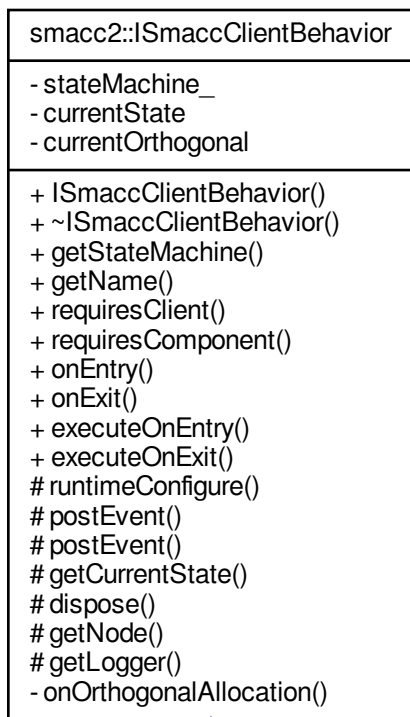 smacc2::ISmaccClientBehavior
- stateMachine_
- currentState
- currentOrthogonal
+ ISmaccClientBehavior()
+ ~ISmaccClientBehavior()
+ getStateMachine()
+ getName()
+ requiresClient()
+ requiresComponent()
+ onEntry()
+ onExit()
+ executeOnEntry()
+ executeOnExit()
# runtimeConfigure()
# postEvent()
# postEvent()
# getCurrentState()
# dispose()
# getNode()
# getLogger()
- onOrthogonalAllocation()